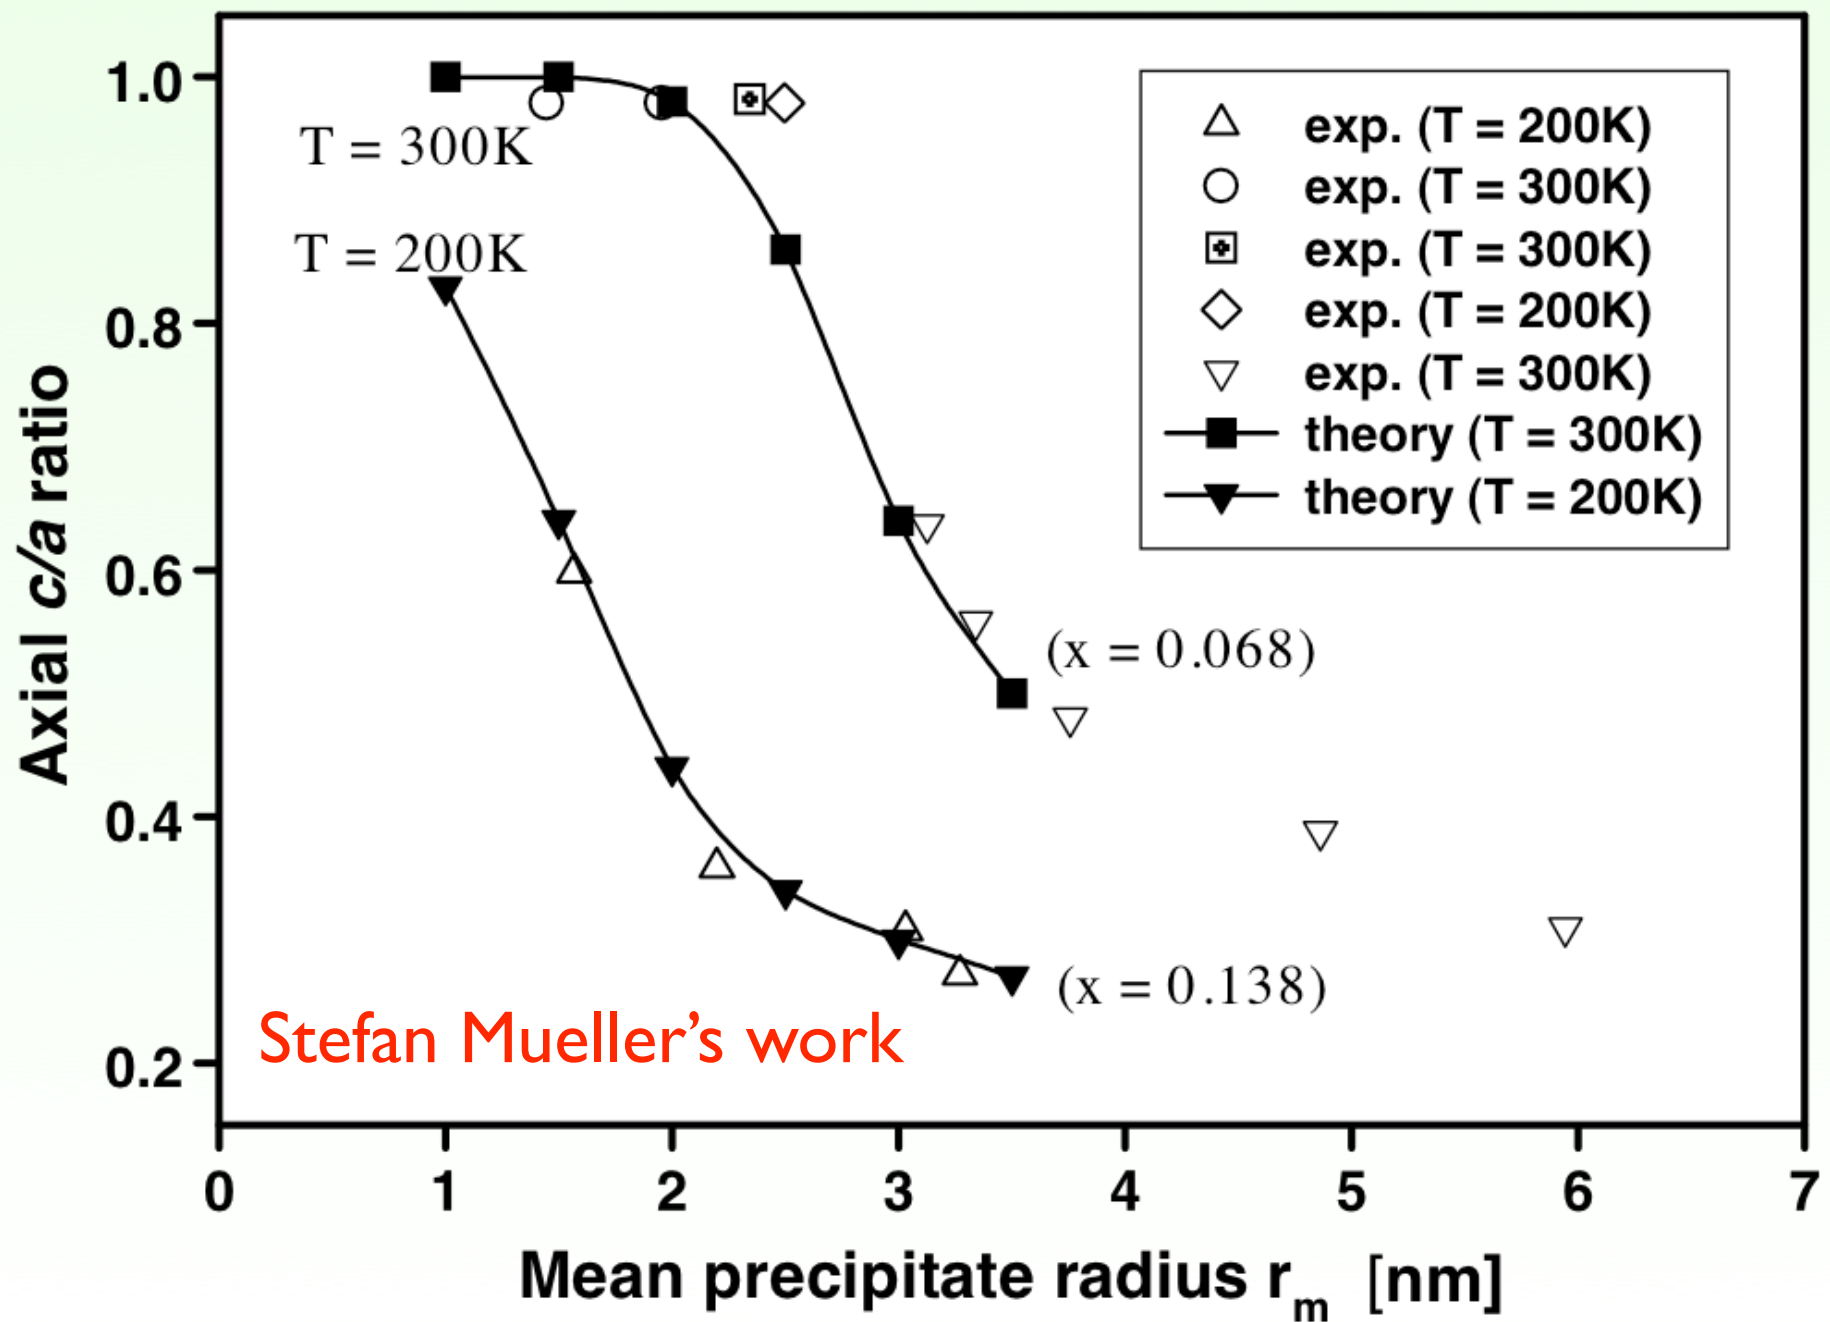 1.0
0.8
0.6
0.4
0.2
Axial c/a ratio
T = 300K
T = 200K
exp. (T = 200K)
exp. (T = 300K)
exp. (T = 300K)
exp. (T = 200K)
exp. (T = 300K)
theory (T = 300K)
theory (T = 200K)
(x = 0.068)
(x = 0.138)
Stefan Mueller’s work
0 1 2 3 4 5 6 7
Mean precipitate radius rₘ [nm]